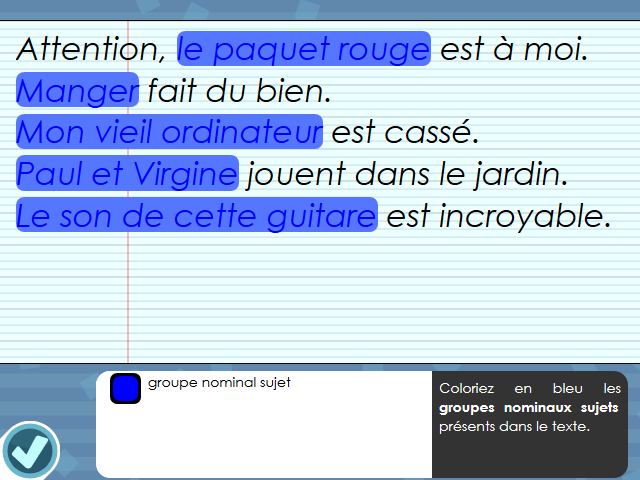 Attention, le paquet rouge est à moi.
Manger fait du bien.
Mon vieil ordinateur est cassé.
Paul et Virgine jouent dans le jardin.
Le son de cette guitare est incroyable.
groupe nominal sujet
Coloriez en bleu les
groupes nominaux sujets
présents dans le texte.